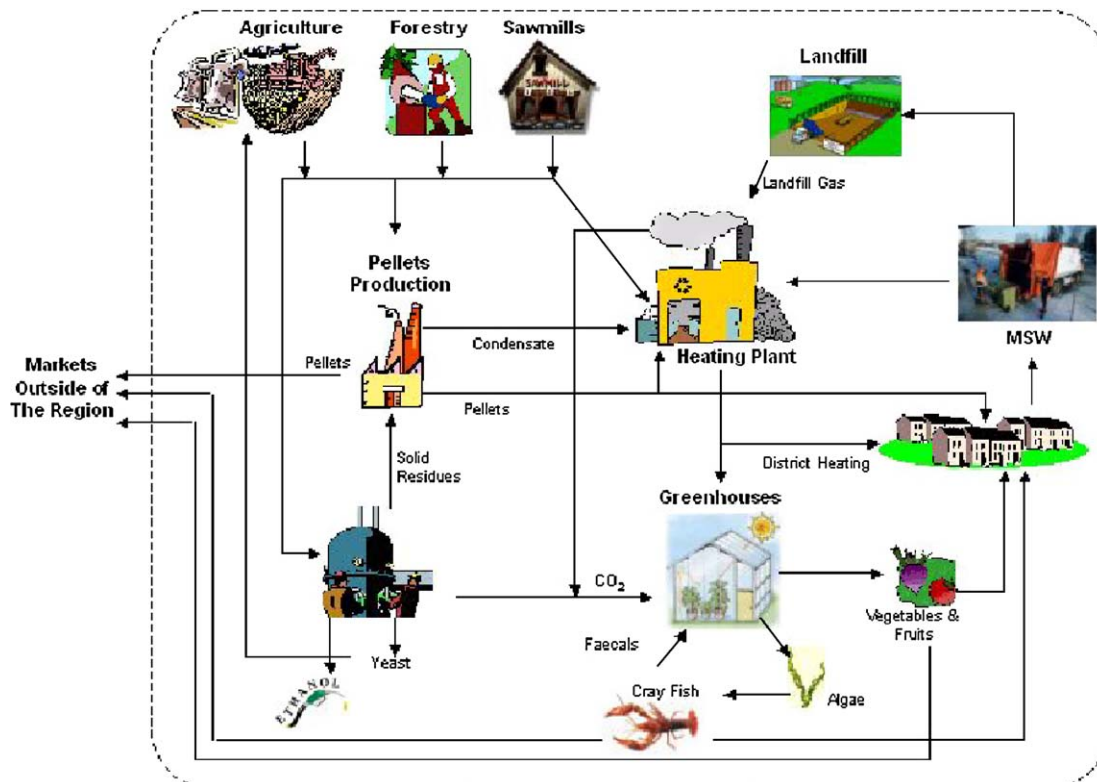 Agriculture
Forestry
Sawmills
Landfill
SAWMILL
Landfill Gas
Pellets
Production
MSW
Condensate
Heating Plant
Markets
Outside of
The Region
Pellets
Pellets
Solid
Residues
District Heating
Greenhouses
CO2
Vegetables &
Fruits
Faecals
Yeast
ETHANOL
Cray Fish
Algae